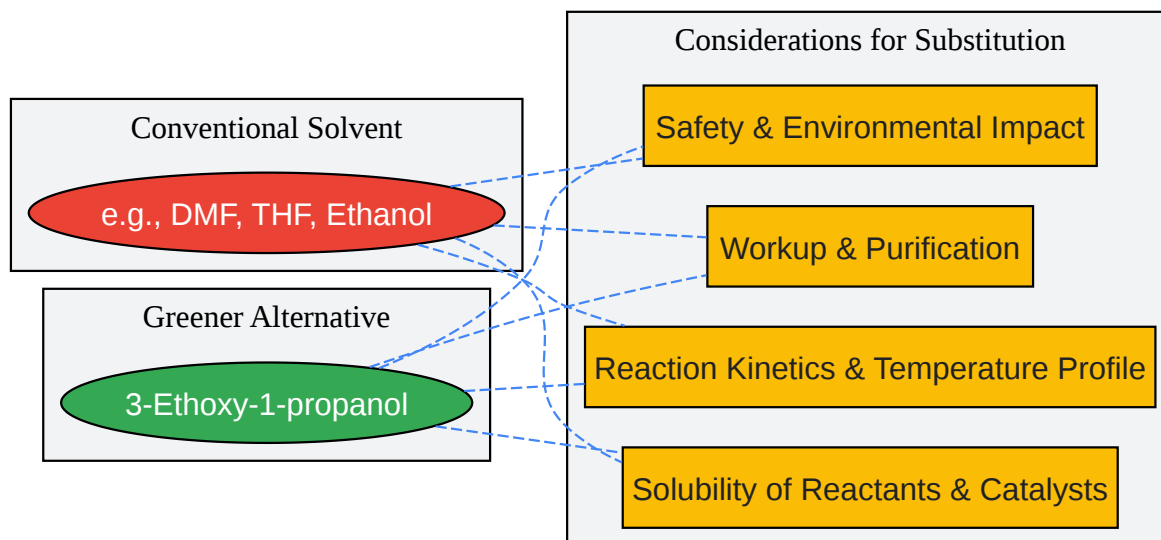 Conventional Solvent
e.g., DMF, THF, Ethanol
Greener Alternative
3-Ethoxy-1-propanol
Considerations for Substitution
Safety & Environmental Impact
Workup & Purification
Reaction Kinetics & Temperature Profile
Solubility of Reactants & Catalysts